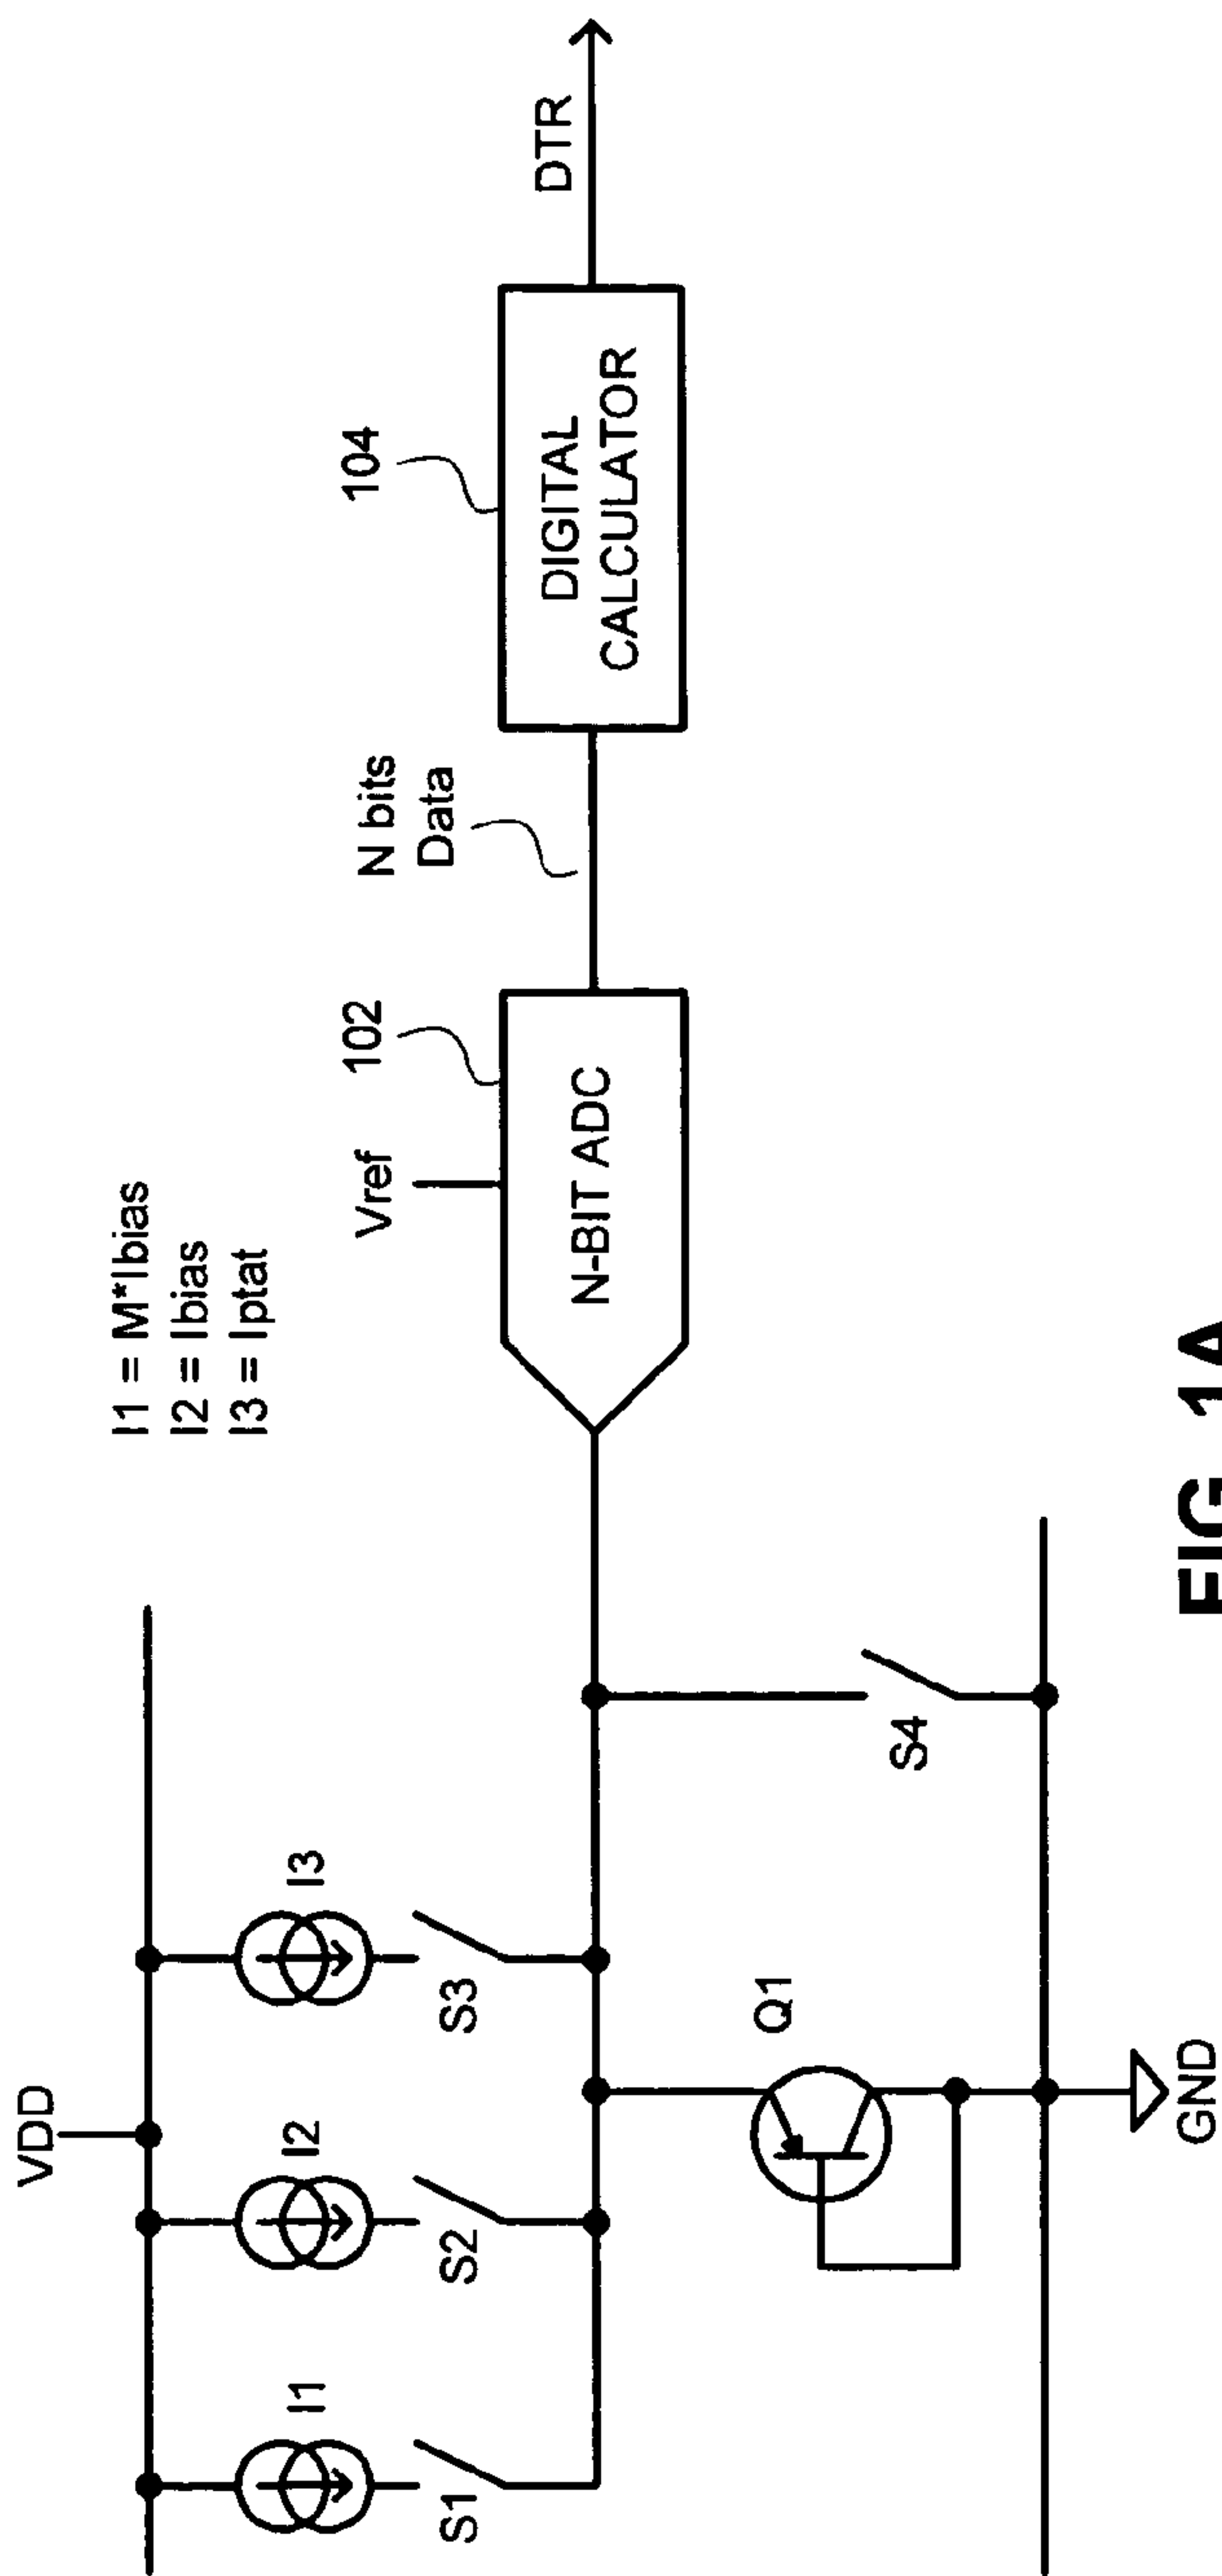 VDD
I1 = M*Ibias
I2 = Ibias
I3 = Iptat
I1
I2
I3
S1
S2
S3
Vref
102
N-BIT ADC
N bits
Data
104
DIGITAL
CALCULATOR
DTR
Q1
S4
GND
FIG. 1A